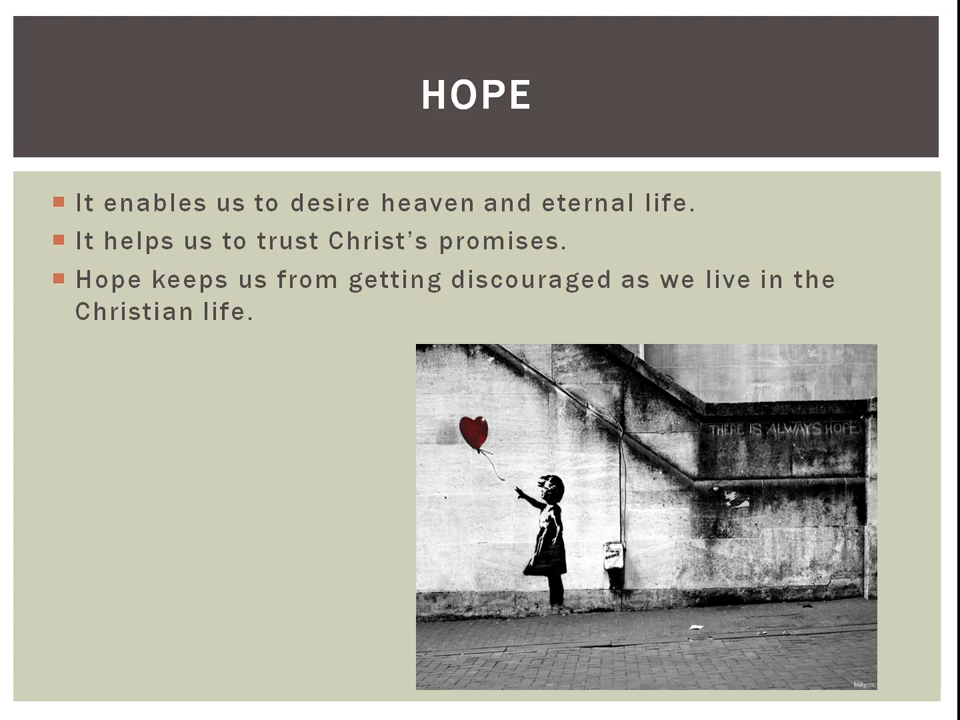 HOPE
It enables us to desire heaven and eternal life.
It helps us to trust Christ’s promises.
Hope keeps us from getting discouraged as we live in the
Christian life.
THERE IS ALWAYS HOPE